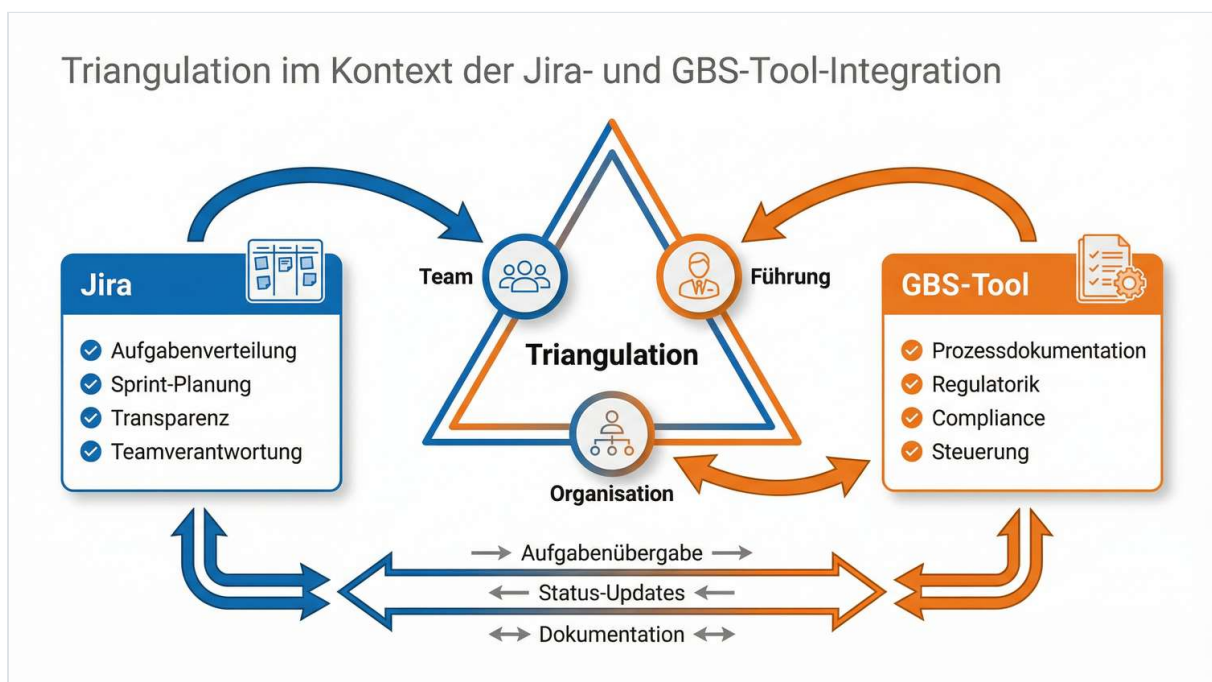 Triangulation im Kontext der Jira- und GBS-Tool-Integration
Jira
Aufgabenverteilung
Sprint-Planung
Transparenz
Teamverantwortung
Team
Führung
Triangulation
Organisation
GBS-Tool
Prozessdokumentation
Regulatorik
Compliance
Steuerung
Aufgabenübergabe
Status-Updates
Dokumentation